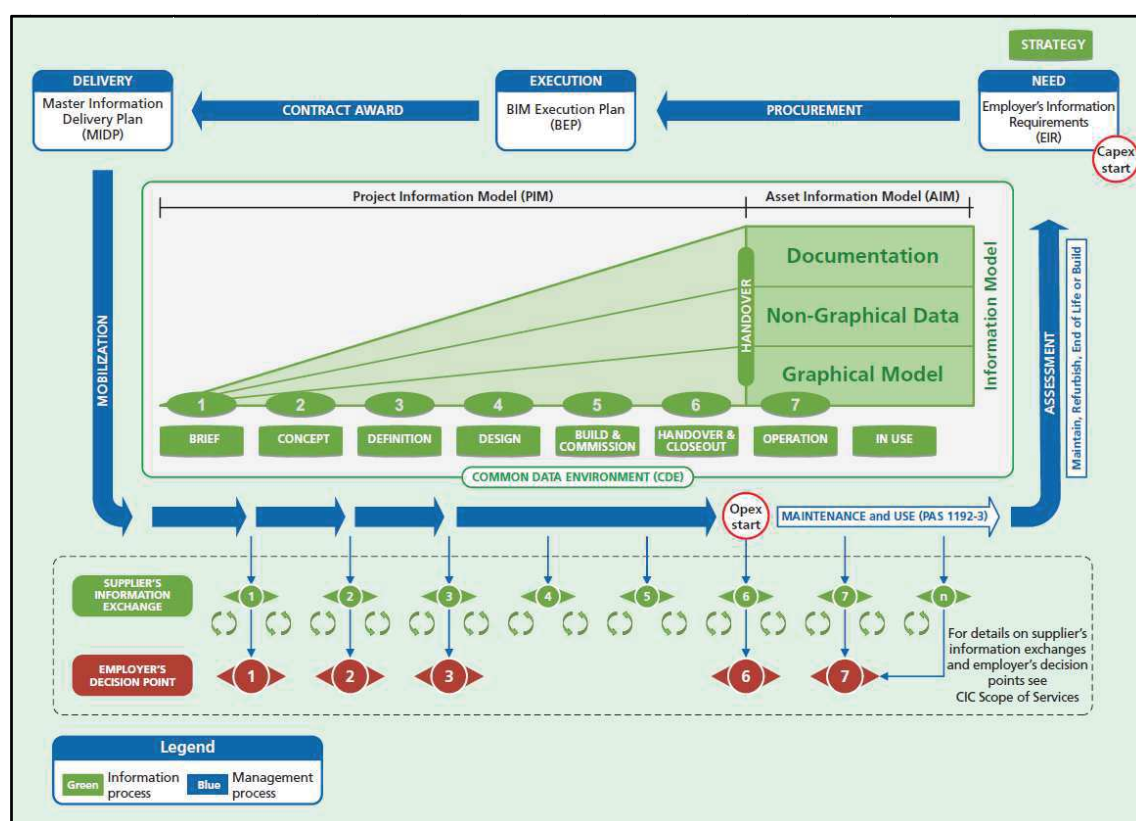 STRATEGY
DELIVERY
Master Information
Delivery Plan
(MIDP)
CONTRACT AWARD
EXECUTION
BIM Execution Plan
(BEP)
PROCUREMENT
NEED
Employer's Information
Requirements
(EIR)
Capex
start
Project Information Model (PIM)
Asset Information Model (AIM)
MOBILIZATION
HANDOVER
Documentation
Non-Graphical Data
Graphical Model
Information Model
ASSESSMENT
Maintain, Refurbish, End of Life or Build
1
2
3
4
5
6
7
BRIEF
CONCEPT
DEFINITION
DESIGN
BUILD &
COMMISSION
HANDOVER &
CLOSEOUT
OPERATION
IN USE
COMMON DATA ENVIRONMENT (CDE)
Opex
start
MAINTENANCE and USE (PAS 1192-3)
SUPPLIER'S
INFORMATION
EXCHANGE
1
2
3
4
5
6
7
n
EMPLOYER'S
DECISION POINT
1
2
3
6
7
For details on supplier's
information exchanges
and employer's decision
points see
CIC Scope of Services
Legend
Green
Information
process
Blue
Management
process